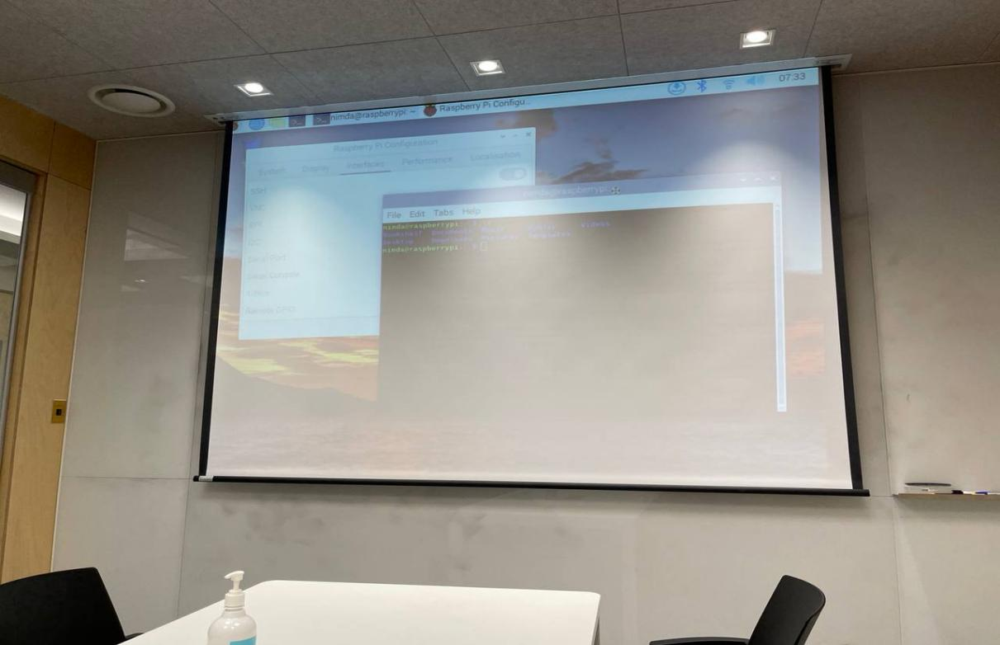 nimda@raspberrypi: ~
Raspberry Pi Configu...
07:33
Raspberry Pi Configuration
System Display Interfaces Performance Localisation
SSH
VNC
SPI
I2C
Serial Port
Serial Console
1-Wire
Remote GPIO
nimda@raspberrypi: ~
File Edit Tabs Help
nimda@raspberrypi:~ $ ls
Bookshelf Documents Music Public Videos
Desktop Downloads Pictures Templates
nimda@raspberrypi:~ $